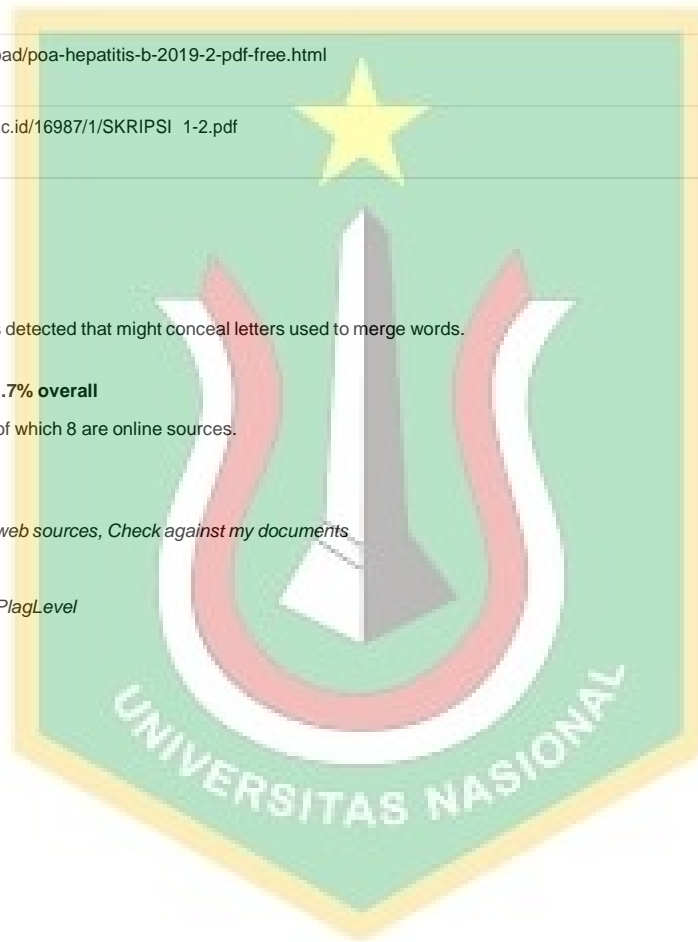 ad/poa-hepatitis-b-2019-2-pdf-free.html
c.id/16987/1/SKRIPSI 1-2.pdf
s detected that might conceal letters used to merge words.
.7% overall
of which 8 are online sources.
web sources, Check against my documents
PlagLevel
UNIVERSITAS NASIONAL